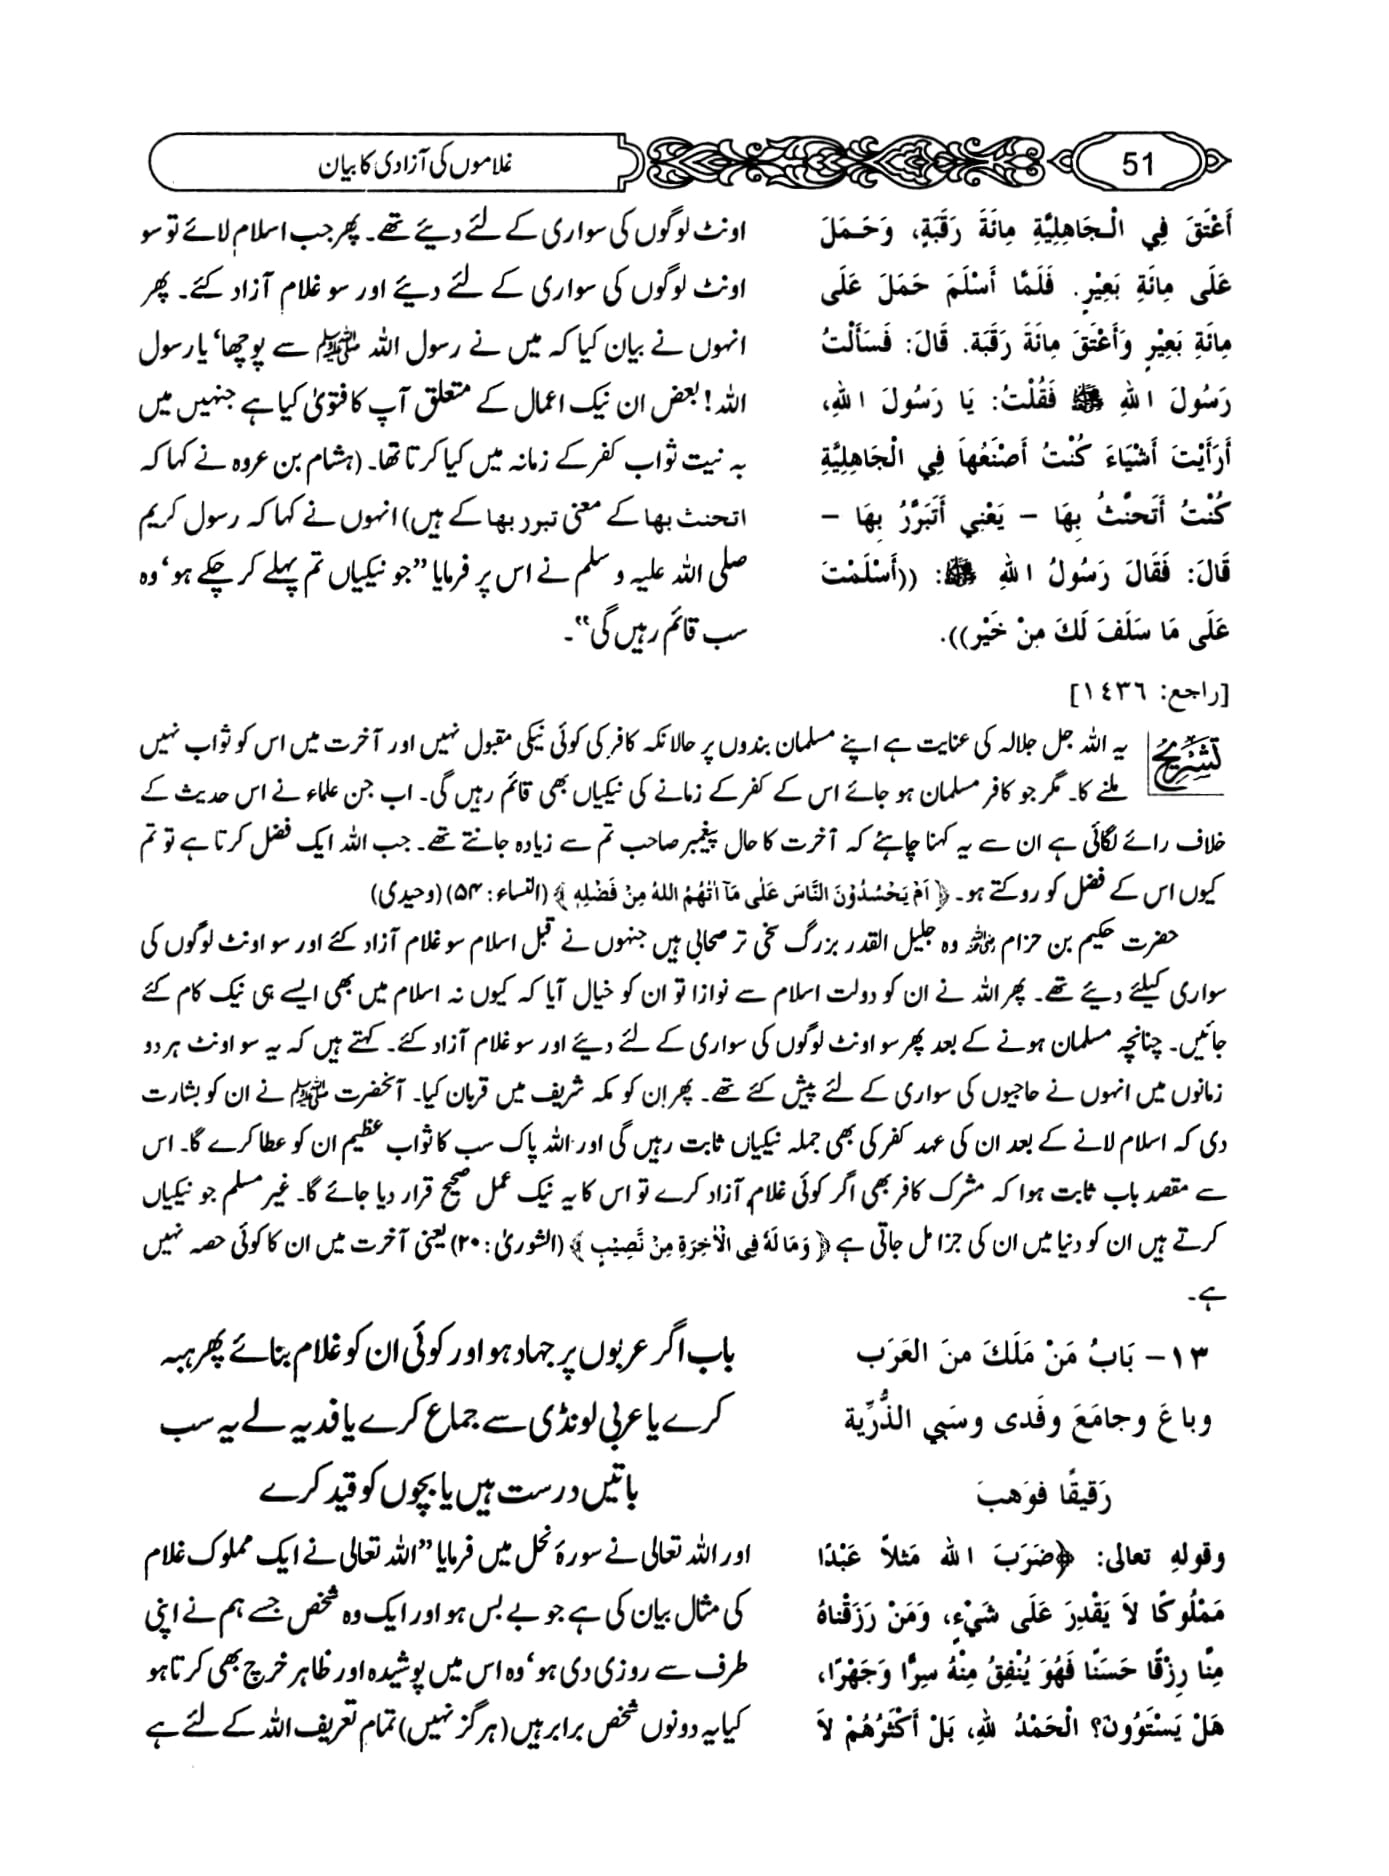 51
غلاموں کی آزادی کا بیان
أَعْتَقَ فِي الْجَاهِلِيَّةِ مِائَةَ رَقَبَةٍ، وَحَمَلَ
عَلَى مِائَةِ بَعِيْرٍ. فَلَمَّا أَسْلَمَ حَمَلَ عَلَى
مِائَةِ بَعِيْرٍ وَأَعْتَقَ مِائَةَ رَقَبَة. قَالَ: فَسَأَلْتُ
رَسُولَ اللهِ ﷺ فَقُلْتُ: يَا رَسُولَ اللهِ،
أَرَأَيْتَ أَشْيَاءَ كُنْتُ أَصْنَعُهَا فِي الْجَاهِلِيَّةِ
كُنْتُ أَتَحَنَّثُ بِهَا - يَعْنِي أَتَبَرَّرُ بِهَا -
قَالَ: فَقَالَ رَسُولُ اللهِ ﷺ: ((أَسْلَمْتَ
عَلَى مَا سَلَفَ لَكَ مِنْ خَيْر)).
[راجع: ١٤٣٦]
اونٹ لوگوں کی سواری کے لئے دیئے تھے۔ پھر جب اسلام لائے تو سو
اونٹ لوگوں کی سواری کے لئے دیئے اور سو غلام آزاد کئے۔ پھر
انہوں نے بیان کیا کہ میں نے رسول اللہ ﷺ سے پوچھا‘ یا رسول
اللہ! بعض ان نیک اعمال کے متعلق آپ کا فتویٰ کیا ہے جنہیں میں
بہ نیت ثواب کفر کے زمانہ میں کیا کرتا تھا۔ (ہشام بن عروہ نے کہا کہ
اتحنث بھا کے معنی تبرر بھا کے ہیں) انہوں نے کہا کہ رسول کریم
صلی اللہ علیہ وسلم نے اس پر فرمایا ”جو نیکیاں تم پہلے کر چکے ہو‘ وہ
سب قائم رہیں گی“۔
تشریح یہ اللہ جل جلالہ کی عنایت ہے اپنے مسلمان بندوں پر حالانکہ کافر کی کوئی نیکی مقبول نہیں اور آخرت میں اس کو ثواب نہیں
ملنے کا۔ مگر جو کافر مسلمان ہو جائے اس کے کفر کے زمانے کی نیکیاں بھی قائم رہیں گی۔ اب جن علماء نے اس حدیث کے
خلاف رائے لگائی ہے ان سے یہ کہنا چاہئے کہ آخرت کا حال پیغمبر صاحب تم سے زیادہ جانتے تھے۔ جب اللہ ایک فضل کرتا ہے تو تم
کیوں اس کے فضل کو روکتے ہو۔ ﴿ اَمْ يَحْسُدُوْنَ النَّاسَ عَلٰى مَآ اٰتٰهُمُ اللهُ مِنْ فَضْلِهٖ ﴾ (النساء: ۵۴) (وحیدی)
حضرت حکیم بن حزام رضی اللہ عنہ وہ جلیل القدر بزرگ سخی تر صحابی ہیں جنہوں نے قبل اسلام سو غلام آزاد کئے اور سو اونٹ لوگوں کی
سواری کیلئے دیئے تھے۔ پھر اللہ نے ان کو دولت اسلام سے نوازا تو ان کو خیال آیا کہ کیوں نہ اسلام میں بھی ایسے ہی نیک کام کئے
جائیں۔ چنانچہ مسلمان ہونے کے بعد پھر سو اونٹ لوگوں کی سواری کے لئے دیئے اور سو غلام آزاد کئے۔ کہتے ہیں کہ یہ سو اونٹ ہر دو
زمانوں میں انہوں نے حاجیوں کی سواری کے لئے پیش کئے تھے۔ پھر ان کو مکہ شریف میں قربان کیا۔ آنحضرت ﷺ نے ان کو بشارت
دی کہ اسلام لانے کے بعد ان کی عہد کفر کی بھی جملہ نیکیاں ثابت رہیں گی اور اللہ پاک سب کا ثواب عظیم ان کو عطا کرے گا۔ اس
سے مقصد باب ثابت ہوا کہ مشرک کافر بھی اگر کوئی غلام آزاد کرے تو اس کا یہ نیک عمل صحیح قرار دیا جائے گا۔ غیر مسلم جو نیکیاں
کرتے ہیں ان کو دنیا میں ان کی جزا مل جاتی ہے ﴿ وَمَا لَهٗ فِي الْاٰخِرَةِ مِنْ نَّصِيْبٍ ﴾ (الشوریٰ: ۲۰) یعنی آخرت میں ان کا کوئی حصہ نہیں
ہے۔
١٣- بَابُ مَنْ مَلَكَ منَ العَرَب
وباعَ وجامَعَ وفَدى وسَبي الذُّرِّية
رَقيقًا فوَهبَ
باب اگر عربوں پر جہاد ہو اور کوئی ان کو غلام بنائے پھر ہبہ
کرے یا عربی لونڈی سے جماع کرے یا فدیہ لے یہ سب
باتیں درست ہیں یا بچوں کو قید کرے
وقولهِ تعالى: ﴿ضرَبَ الله مَثلاً عَبْدًا
مَمْلُوكًا لاَ يَقْدِرَ عَلَى شَيْءٍ، وَمَنْ رَزَقْناهُ
مِنَّا رِزْقًا حَسَنًا فَهُوَ يُنْفِقُ مِنْهُ سِرًّا وَجَهْرًا،
هَلْ يَسْتَوُونَ؟ الْحَمْدُ للهِ، بَلْ أَكْثَرُهُمْ لاَ
اور اللہ تعالی نے سورۂ نحل میں فرمایا ”اللہ تعالی نے ایک مملوک غلام
کی مثال بیان کی ہے جو بے بس ہو اور ایک وہ شخص جسے ہم نے اپنی
طرف سے روزی دی ہو‘ وہ اس میں پوشیدہ اور ظاہر خرچ بھی کرتا ہو
کیا یہ دونوں شخص برابر ہیں (ہر گز نہیں) تمام تعریف اللہ کے لئے ہے